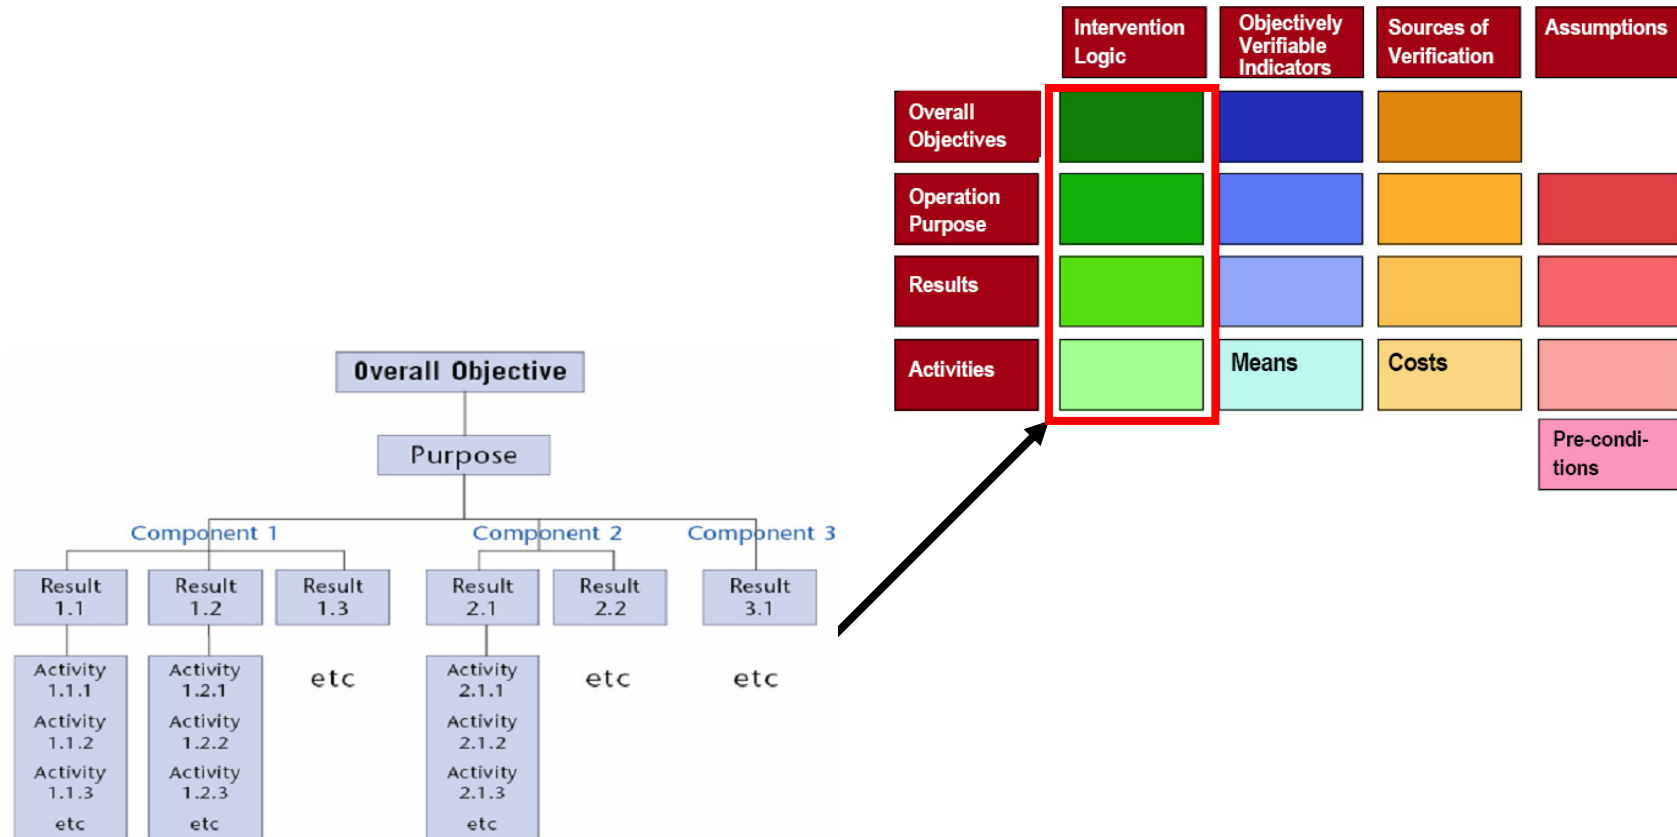 Intervention
Logic
Objectively
Verifiable
Indicators
Sources of
Verification
Assumptions
Overall
Objectives
Operation
Purpose
Results
Activities
Means
Costs
Pre-condi-
tions
Overall Objective
Purpose
Component 1
Component 2
Component 3
Result
1.1
Result
1.2
Result
1.3
Result
2.1
Result
2.2
Result
3.1
Activity
1.1.1
Activity
1.1.2
Activity
1.1.3
etc
Activity
1.2.1
Activity
1.2.2
Activity
1.2.3
etc
etc
Activity
2.1.1
Activity
2.1.2
Activity
2.1.3
etc
etc
etc